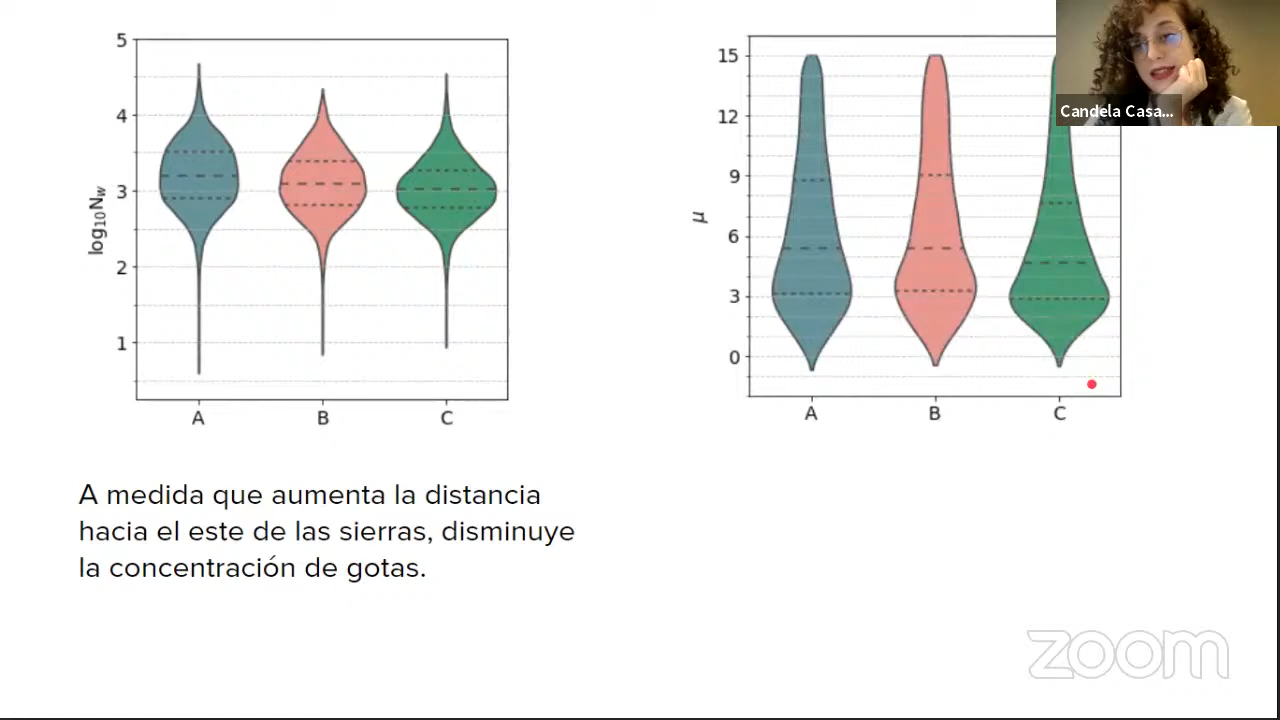 5
4
3
2
1
log₁₀N_w
A B C
15
12
9
6
3
0
μ
A B C
Candela Casa...
A medida que aumenta la distancia
hacia el este de las sierras, disminuye
la concentración de gotas.
zoom